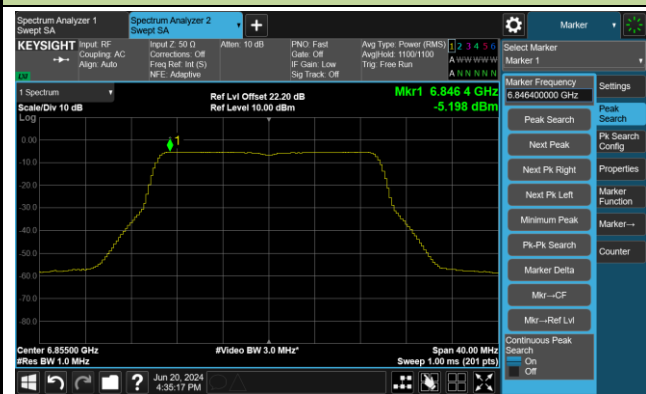 Spectrum Analyzer 1
Swept SA
Spectrum Analyzer 2
Swept SA
Marker
KEYSIGHT
Input: RF
Coupling: AC
Align: Auto
Input Z: 50 Ω
Corrections: Off
Freq Ref: Int (S)
NFE: Adaptive
Atten: 10 dB
PNO: Fast
Gate: Off
IF Gain: Low
Sig Track: Off
Avg Type: Power (RMS)
Avg|Hold: 1100/1100
Trig: Free Run
1 2 3 4 5 6
A W W W W W
A N N N N N
LXI
Select Marker
Marker 1
1 Spectrum
Scale/Div 10 dB
Log
Ref Lvl Offset 22.20 dB
Ref Level 10.00 dBm
Mkr1 6.846 4 GHz
-5.198 dBm
1
0.00
-10.0
-20.0
-30.0
-40.0
-50.0
-60.0
-70.0
-80.0
Center 6.85500 GHz
#Res BW 1.0 MHz
#Video BW 3.0 MHz*
Span 40.00 MHz
Sweep 1.00 ms (201 pts)
Marker Frequency
6.846400000 GHz
Peak Search
Next Peak
Next Pk Right
Next Pk Left
Minimum Peak
Pk-Pk Search
Marker Delta
Mkr→CF
Mkr→Ref Lvl
Continuous Peak
Search
On
Off
Settings
Peak
Search
Pk Search
Config
Properties
Marker
Function
Marker→
Counter
Jun 20, 2024
4:35:17 PM